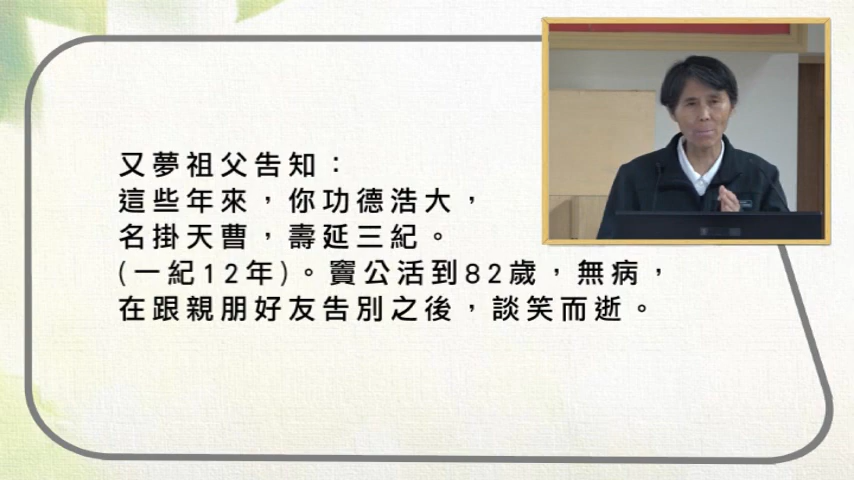 又夢祖父告知：
這些年來，你功德浩大，
名掛天曹，壽延三紀。
(一紀12年)。竇公活到82歲，無病，
在跟親朋好友告別之後，談笑而逝。